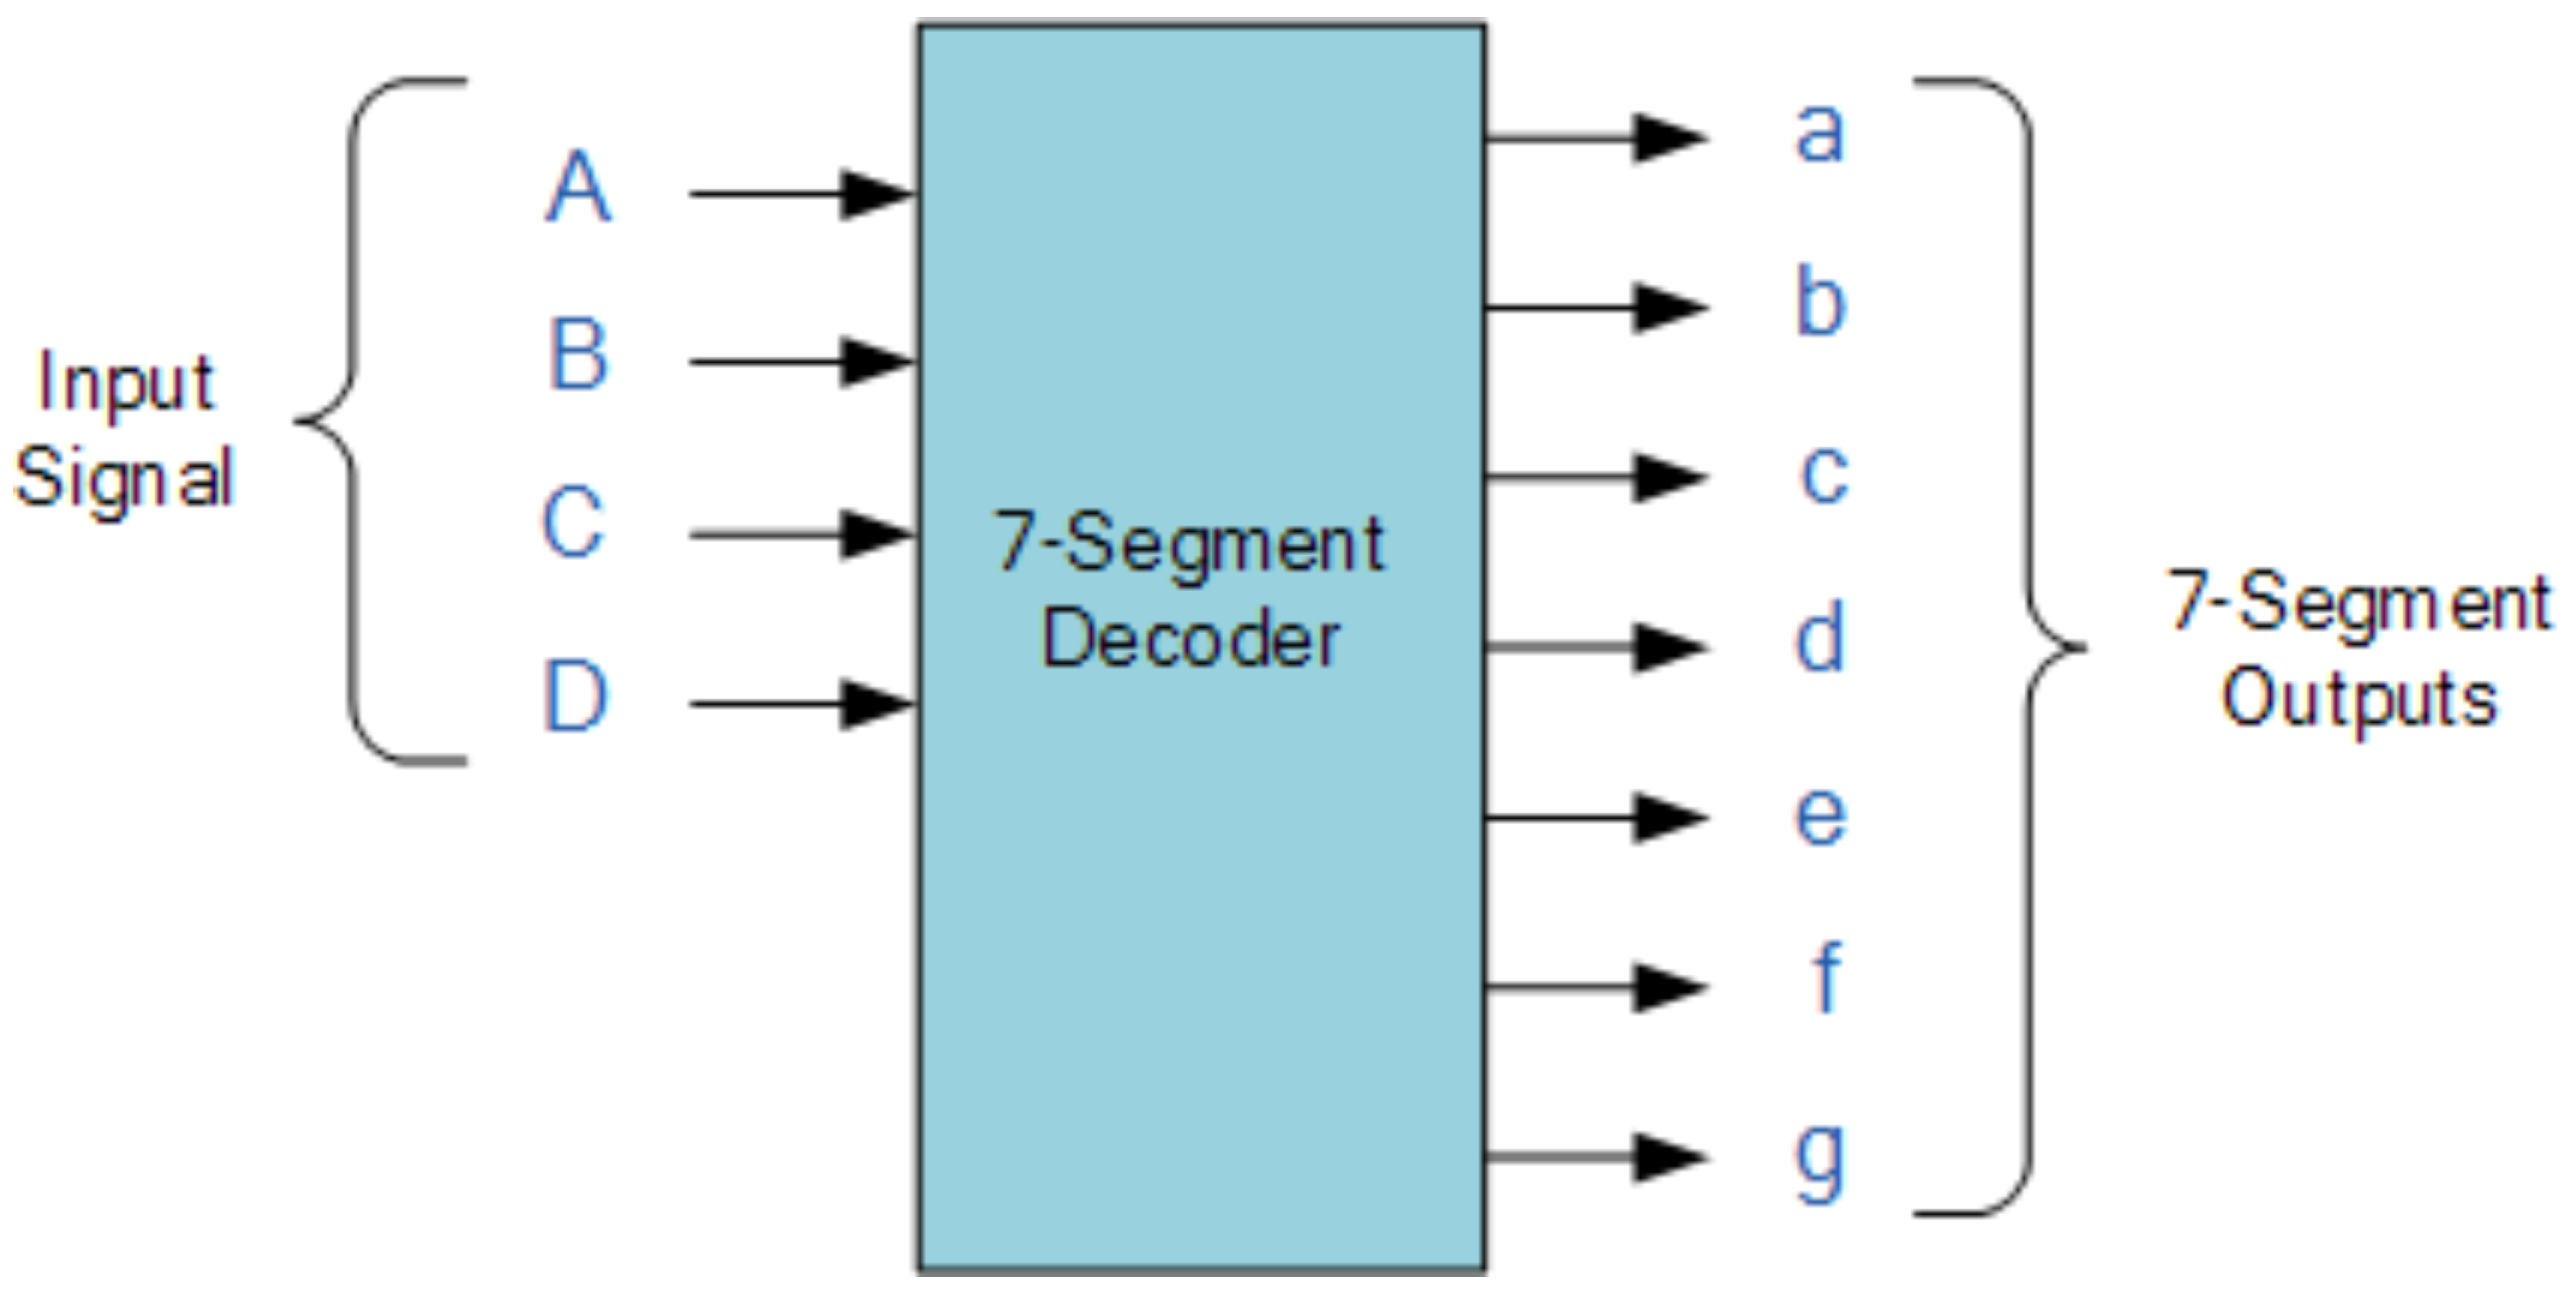 Input
Signal
A
B
C
D
7-Segment
Decoder
a
b
c
d
e
f
g
7-Segment
Outputs